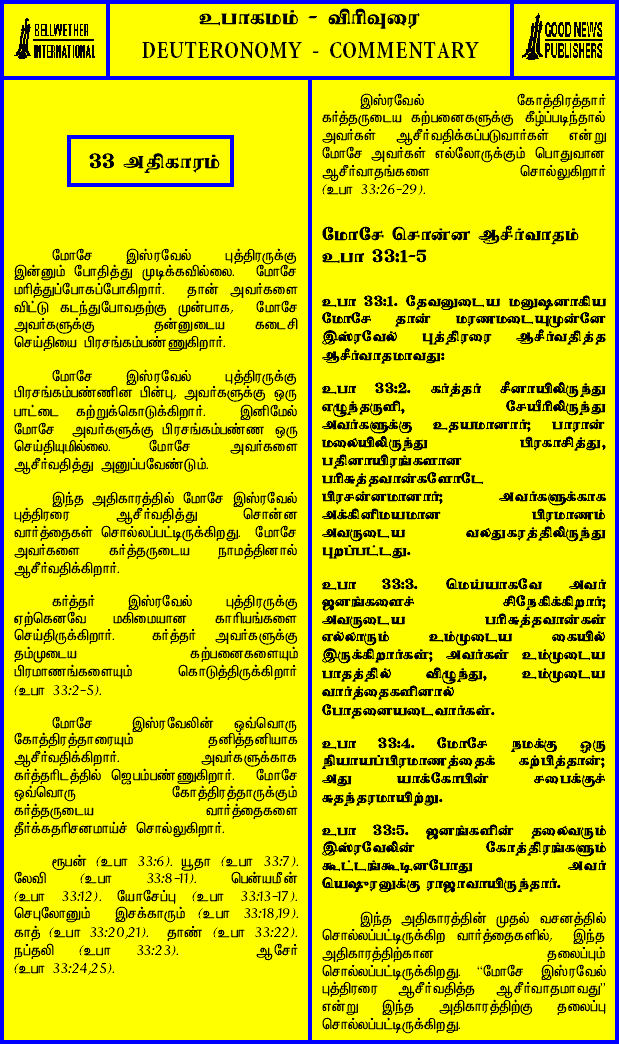 BELLWETHER
INTERNATIONAL
உபாகமம் - விரிவுரை
DEUTERONOMY - COMMENTARY
GOOD NEWS
PUBLISHERS
33 அதிகாரம்
மோசே இஸ்ரவேல் புத்திரருக்கு
இன்னும் போதித்து முடிக்கவில்லை. மோசே
மரித்துப்போகப்போகிறார். தான் அவர்களை
விட்டு கடந்துபோவதற்கு முன்பாக, மோசே
அவர்களுக்கு தன்னுடைய கடைசி
செய்தியை பிரசங்கம்பண்ணுகிறார்.
மோசே இஸ்ரவேல் புத்திரருக்கு
பிரசங்கம்பண்ணின பின்பு, அவர்களுக்கு ஒரு
பாட்டை கற்றுக்கொடுக்கிறார். இனிமேல்
மோசே அவர்களுக்கு பிரசங்கம்பண்ண ஒரு
செய்தியுமில்லை. மோசே அவர்களை
ஆசீர்வதித்து அனுப்பவேண்டும்.
இந்த அதிகாரத்தில் மோசே இஸ்ரவேல்
புத்திரரை ஆசீர்வதித்து சொன்ன
வார்த்தைகள் சொல்லப்பட்டிருக்கிறது. மோசே
அவர்களை கர்த்தருடைய நாமத்தினால்
ஆசீர்வதிக்கிறார்.
கர்த்தர் இஸ்ரவேல் புத்திரருக்கு
ஏற்கெனவே மகிமையான காரியங்களை
செய்திருக்கிறார். கர்த்தர் அவர்களுக்கு
தம்முடைய கற்பனைகளையும்
பிரமாணங்களையும் கொடுத்திருக்கிறார்
(உபா 33:2-5).
மோசே இஸ்ரவேலின் ஒவ்வொரு
கோத்திரத்தாரையும் தனித்தனியாக
ஆசீர்வதிக்கிறார். அவர்களுக்காக
கர்த்தரிடத்தில் ஜெபம்பண்ணுகிறார். மோசே
ஒவ்வொரு கோத்திரத்தாருக்கும்
கர்த்தருடைய வார்த்தைகளை
தீர்க்கதரிசனமாய்ச் சொல்லுகிறார்.
ரூபன் (உபா 33:6). யூதா (உபா 33:7).
லேவி (உபா 33:8-11). பென்யமீன்
(உபா 33:12). யோசேப்பு (உபா 33:13-17).
செபுலோனும் இசக்காரும் (உபா 33:18,19).
காத் (உபா 33:20,21). தாண் (உபா 33:22).
நப்தலி (உபா 33:23). ஆசேர்
(உபா 33:24,25).
இஸ்ரவேல் கோத்திரத்தார்
கர்த்தருடைய கற்பனைகளுக்கு கீழ்ப்படிந்தால்
அவர்கள் ஆசீர்வதிக்கப்படுவார்கள் என்று
மோசே அவர்கள் எல்லோருக்கும் பொதுவான
ஆசீர்வாதங்களை சொல்லுகிறார்
(உபா 33:26-29).
மோசே சொன்ன ஆசீர்வாதம்
உபா 33:1-5
உபா 33:1. தேவனுடைய மனுஷனாகிய
மோசே தான் மரணமடையுமுன்னே
இஸ்ரவேல் புத்திரரை ஆசீர்வதித்த
ஆசீர்வாதமாவது:
உபா 33:2. கர்த்தர் சீனாயிலிருந்து
எழுந்தருளி, சேயீரிலிருந்து
அவர்களுக்கு உதயமானார்; பாரான்
மலையிலிருந்து பிரகாசித்து,
பதினாயிரங்களான
பரிசுத்தவான்களோடே
பிரசன்னமானார்; அவர்களுக்காக
அக்கினிமயமான பிரமாணம்
அவருடைய வலதுகரத்திலிருந்து
புறப்பட்டது.
உபா 33:3. மெய்யாகவே அவர்
ஜனங்களைச் சிநேகிக்கிறார்;
அவருடைய பரிசுத்தவான்கள்
எல்லாரும் உம்முடைய கையில்
இருக்கிறார்கள்; அவர்கள் உம்முடைய
பாதத்தில் விழுந்து, உம்முடைய
வார்த்தைகளினால்
போதனையடைவார்கள்.
உபா 33:4. மோசே நமக்கு ஒரு
நியாயப்பிரமாணத்தைக் கற்பித்தான்;
அது யாக்கோபின் சபைக்குச்
சுதந்தரமாயிற்று.
உபா 33:5. ஜனங்களின் தலைவரும்
இஸ்ரவேலின் கோத்திரங்களும்
கூட்டங்கூடினபோது அவர்
யெஷுரனுக்கு ராஜாவாயிருந்தார்.
இந்த அதிகாரத்தின் முதல் வசனத்தில்
சொல்லப்பட்டிருக்கிற வார்த்தைகளில், இந்த
அதிகாரத்திற்கான தலைப்பும்
சொல்லப்பட்டிருக்கிறது. "மோசே இஸ்ரவேல்
புத்திரரை ஆசீர்வதித்த ஆசீர்வாதமாவது"
என்று இந்த அதிகாரத்திற்கு தலைப்பு
சொல்லப்பட்டிருக்கிறது.